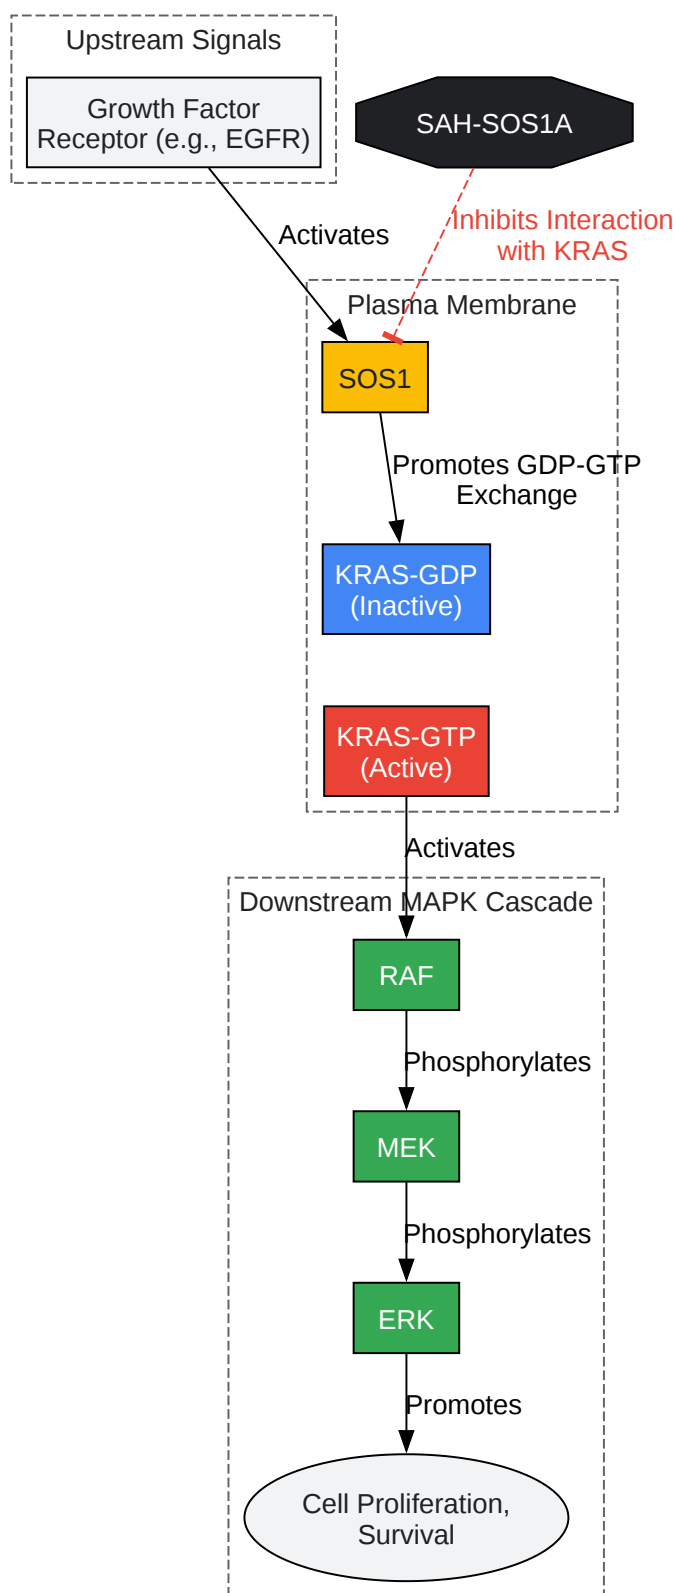 Upstream Signals
Growth Factor
Receptor (e.g., EGFR)
SAH-SOS1A
Activates
Inhibits Interaction
with KRAS
Plasma Membrane
SOS1
Promotes GDP-GTP
Exchange
KRAS-GDP
(Inactive)
KRAS-GTP
(Active)
Activates
Downstream MAPK Cascade
RAF
Phosphorylates
MEK
Phosphorylates
ERK
Promotes
Cell Proliferation,
Survival